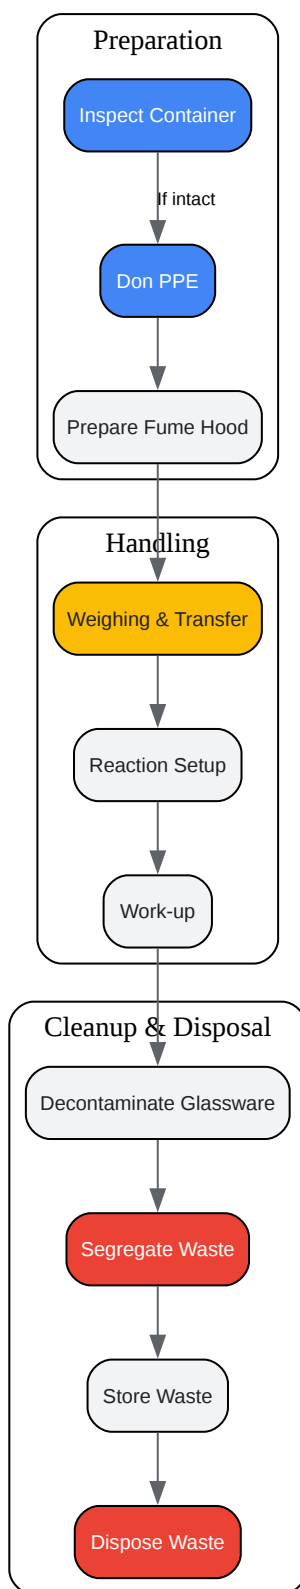 Preparation
Inspect Container
If intact
Don PPE
Prepare Fume Hood
Handling
Weighing & Transfer
Reaction Setup
Work-up
Cleanup & Disposal
Decontaminate Glassware
Segregate Waste
Store Waste
Dispose Waste